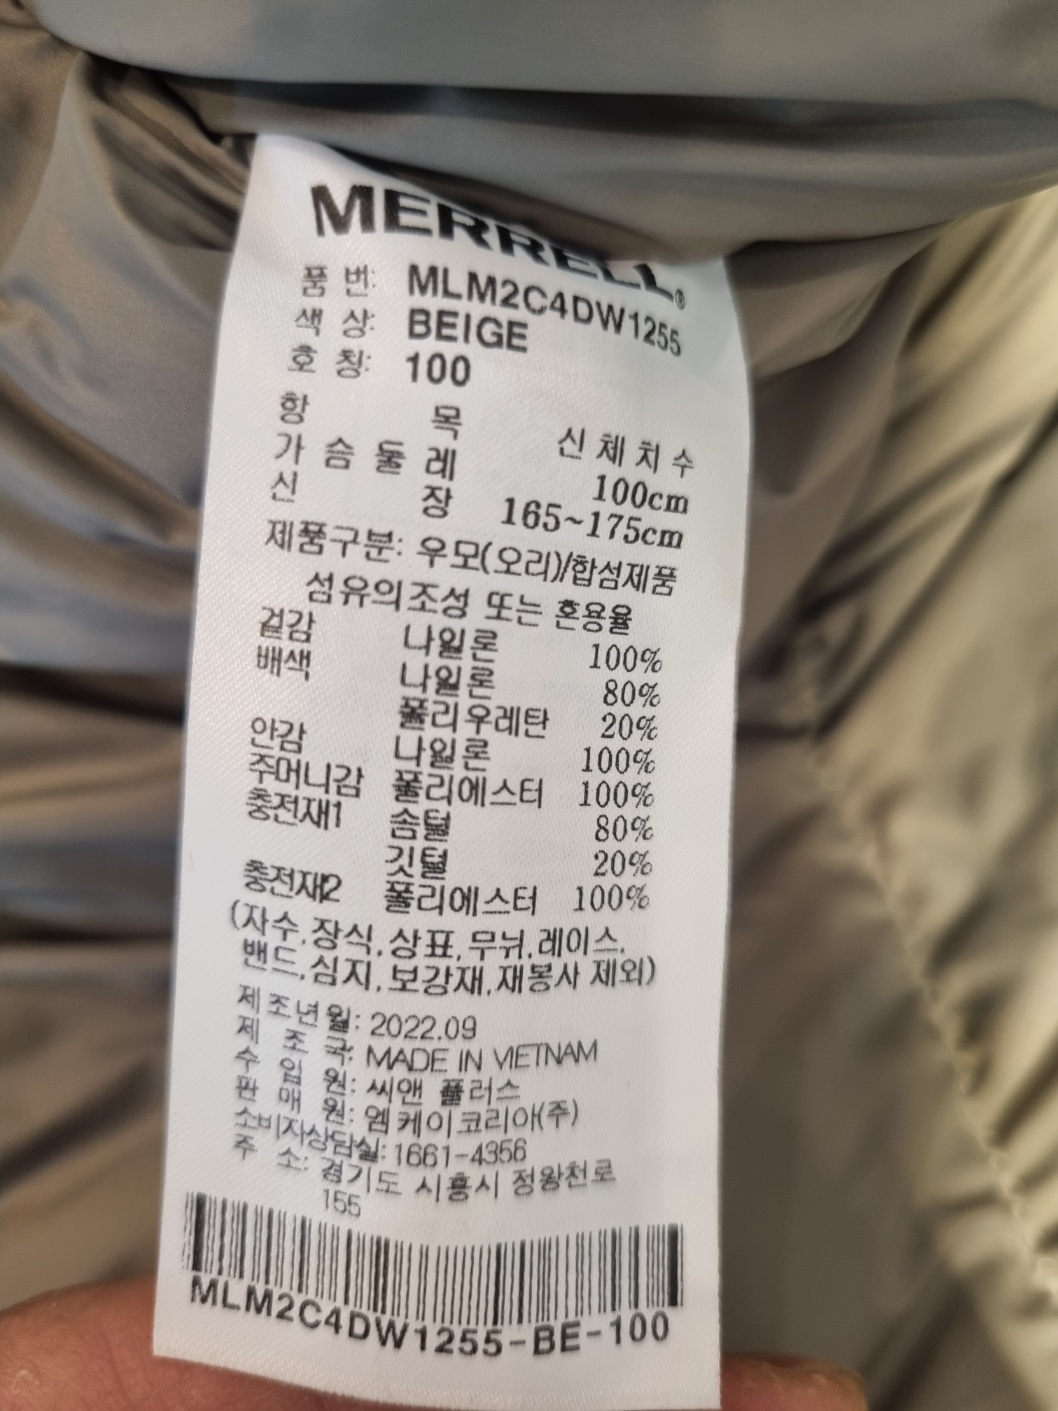 MERRELL®
품 번: MLM2C4DW1255
색 상: BEIGE
호 칭: 100
항 목 신 체 치 수
가 슴 둘 레 100cm
신 장 165~175cm
제품구분: 우모(오리)/합섬제품
섬유의조성 또는 혼용율
겉감 나일론 100%
배색 나일론 80%
폴리우레탄 20%
안감 나일론 100%
주머니감 폴리에스터 100%
충전재1 솜털 80%
깃털 20%
충전재2 폴리에스터 100%
(자수,장식,상표,무늬,레이스,
밴드,심지,보강재,재봉사 제외)
제조년월: 2022.09
제 조 국: MADE IN VIETNAM
수 입 원: 씨앤 플러스
판 매 원: 엠케이코리아(주)
소비자상담실: 1661-4356
주 소: 경기도 시흥시 정왕천로
155
MLM2C4DW1255-BE-100